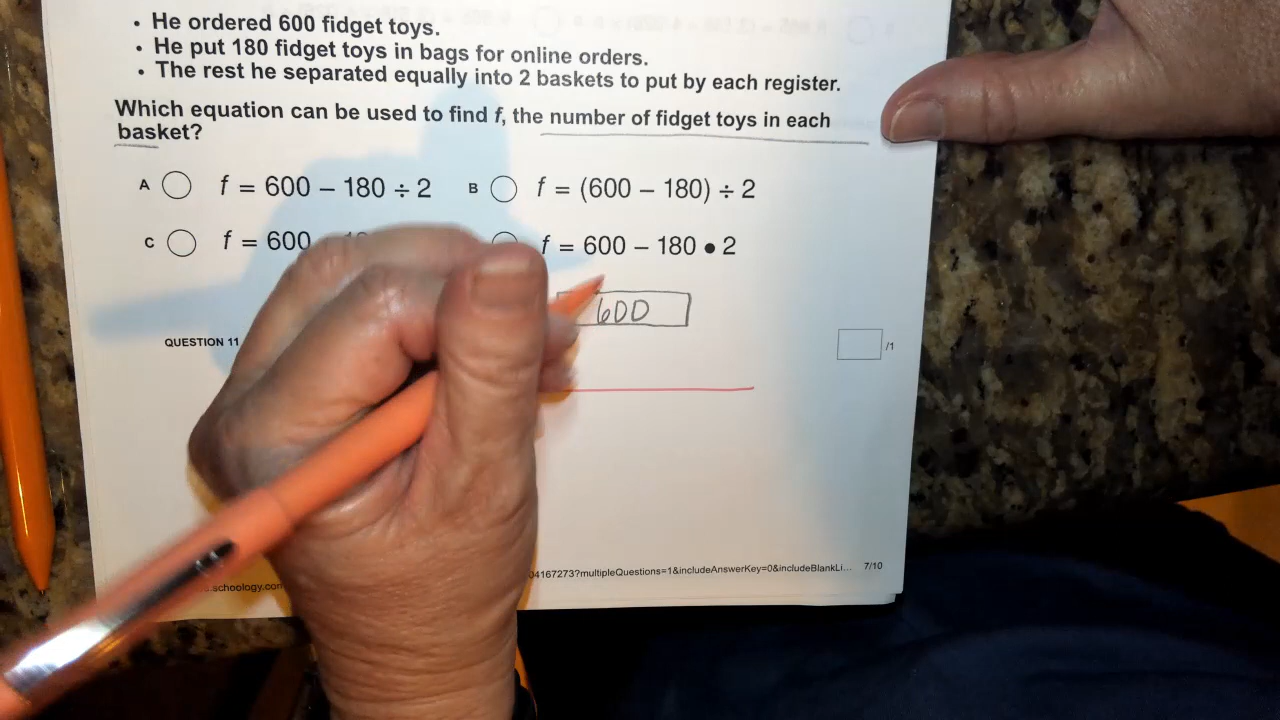 • He ordered 600 fidget toys.
• He put 180 fidget toys in bags for online orders.
• The rest he separated equally into 2 baskets to put by each register.
Which equation can be used to find f, the number of fidget toys in each
basket?
A f = 600 – 180 ÷ 2 B f = (600 – 180) ÷ 2
C f = 600 f = 600 – 180 • 2
600
QUESTION 11 /1
.schoology.com 04167273?multipleQuestions=1&includeAnswerKey=0&includeBlankLi... 7/10